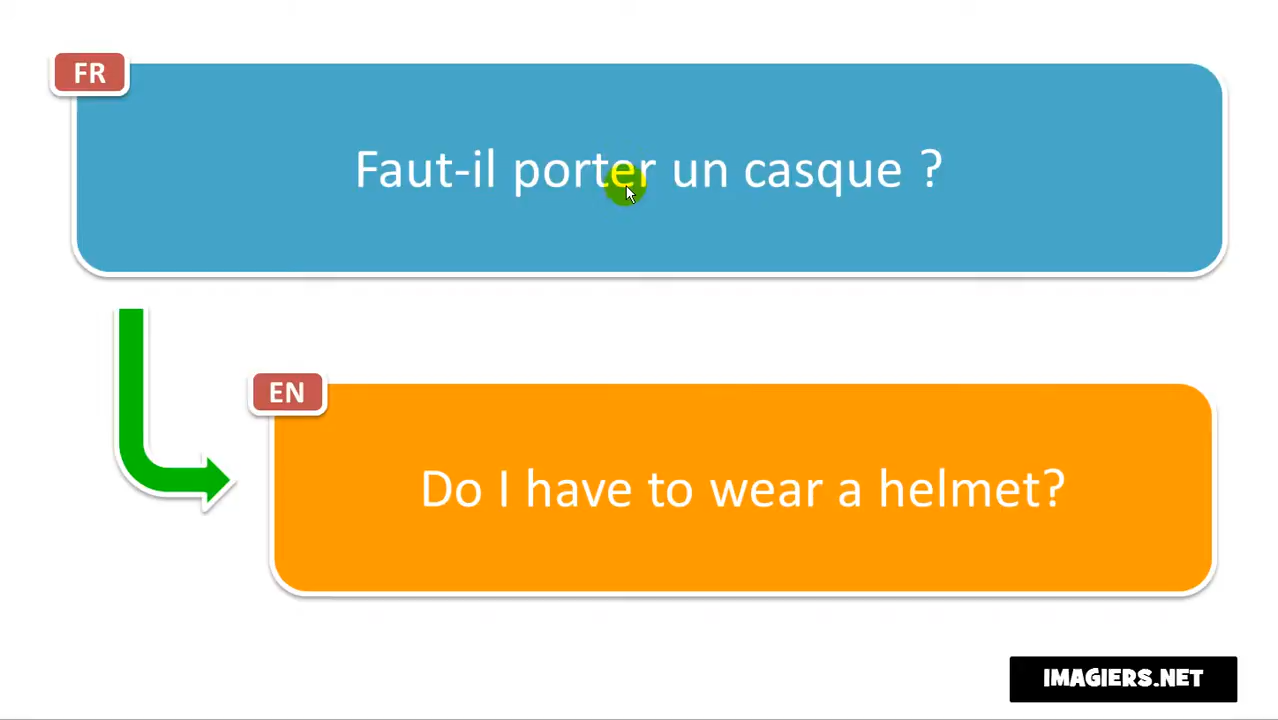 FR
Faut-il porter un casque ?
EN
Do I have to wear a helmet?
IMAGIERS.NET